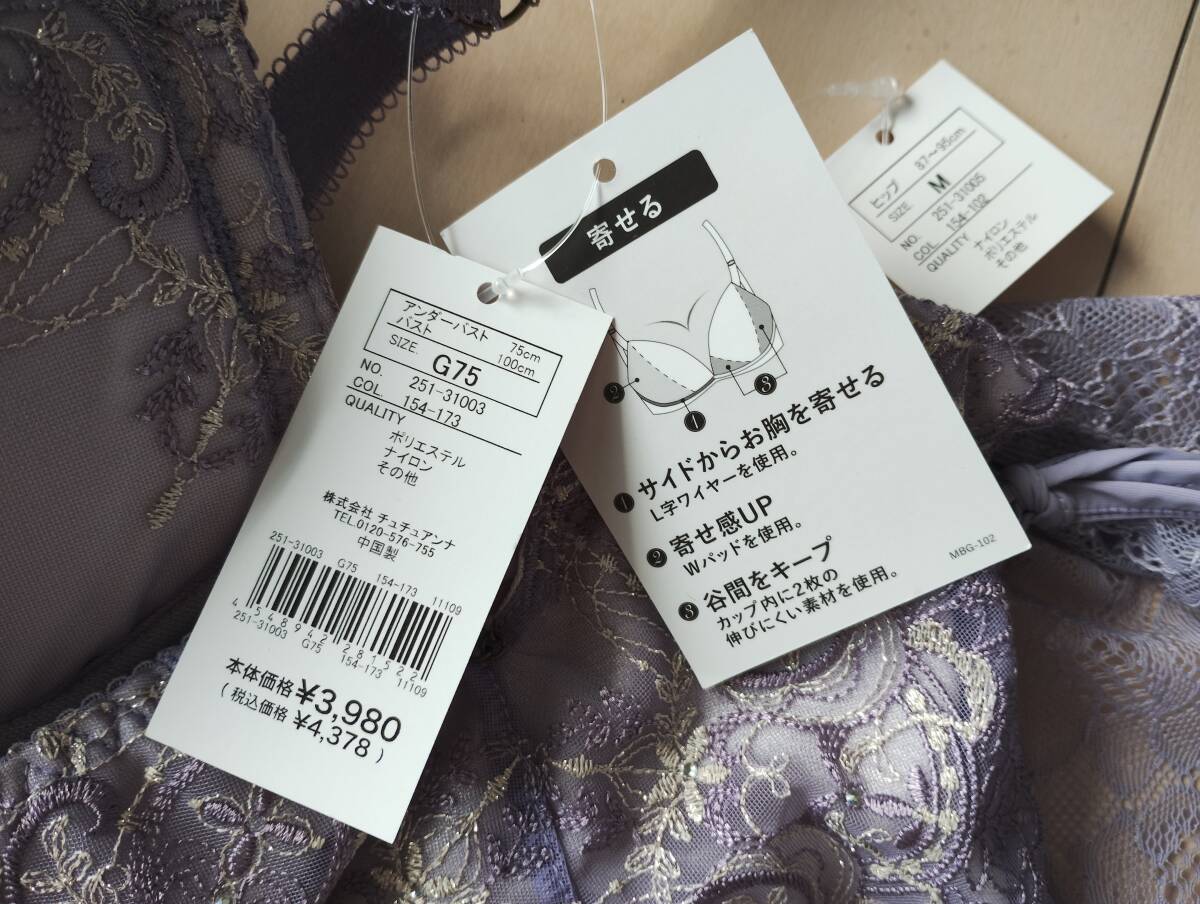 アンダーバスト 75cm
バスト 100cm
SIZE. G75
NO. 251-31003
COL 154-173
QUALITY
ポリエステル
ナイロン
その他
株式会社 チュチュアンナ
TEL.0120-576-755
中国製
251-31003 G75 154-173 11109
4548942281522
251-31003 G75 154-173 11109
本体価格 ¥3,980
(税込価格 ¥4,378)
寄せる
2
1
3
1 サイドからお胸を寄せる
L字ワイヤーを使用。
2 寄せ感UP
Wパッドを使用。
3 谷間をキープ
カップ内に2枚の
伸びにくい素材を使用。
MBG-102
ヒップ 87~95cm
SIZE M
NO. 251-31005
COL 154-102
QUALITY
ナイロン
ポリエステル
その他